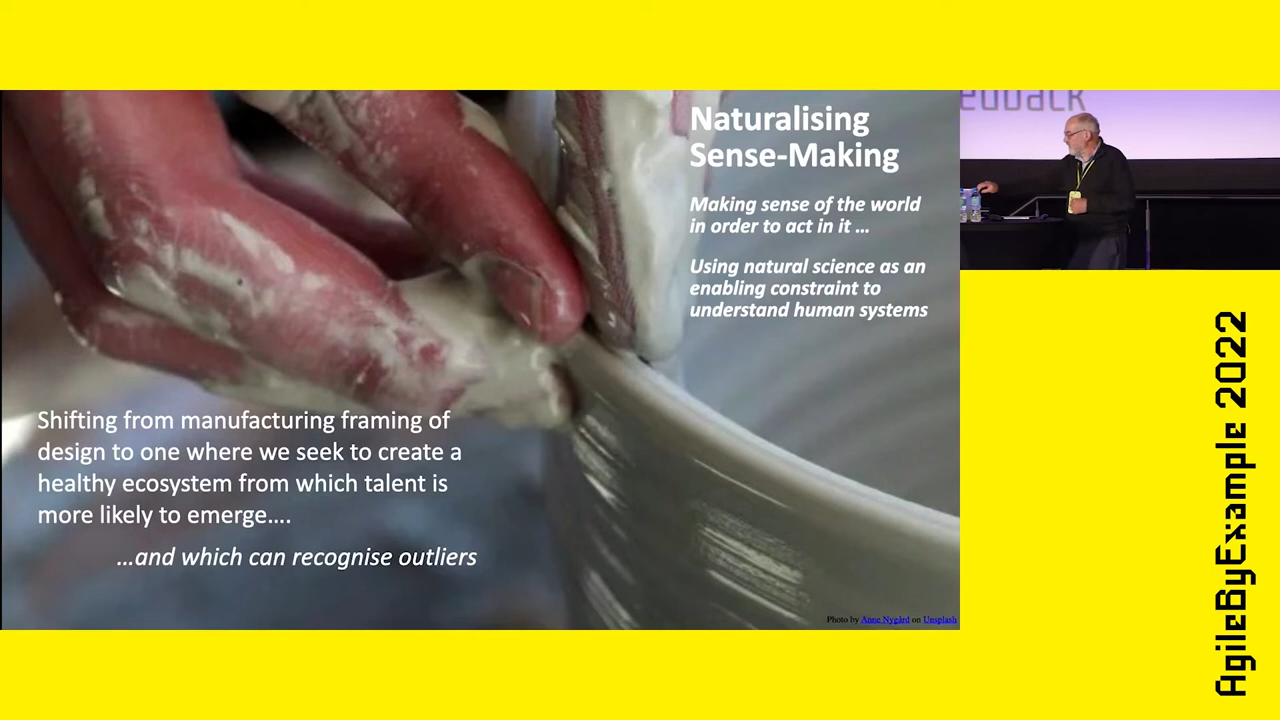 Naturalising
Sense-Making
Making sense of the world
in order to act in it ...
Using natural science as an
enabling constraint to
understand human systems
Shifting from manufacturing framing of
design to one where we seek to create a
healthy ecosystem from which talent is
more likely to emerge....
...and which can recognise outliers
Photo by Anne Nygård on Unsplash
AgileByExample 2022